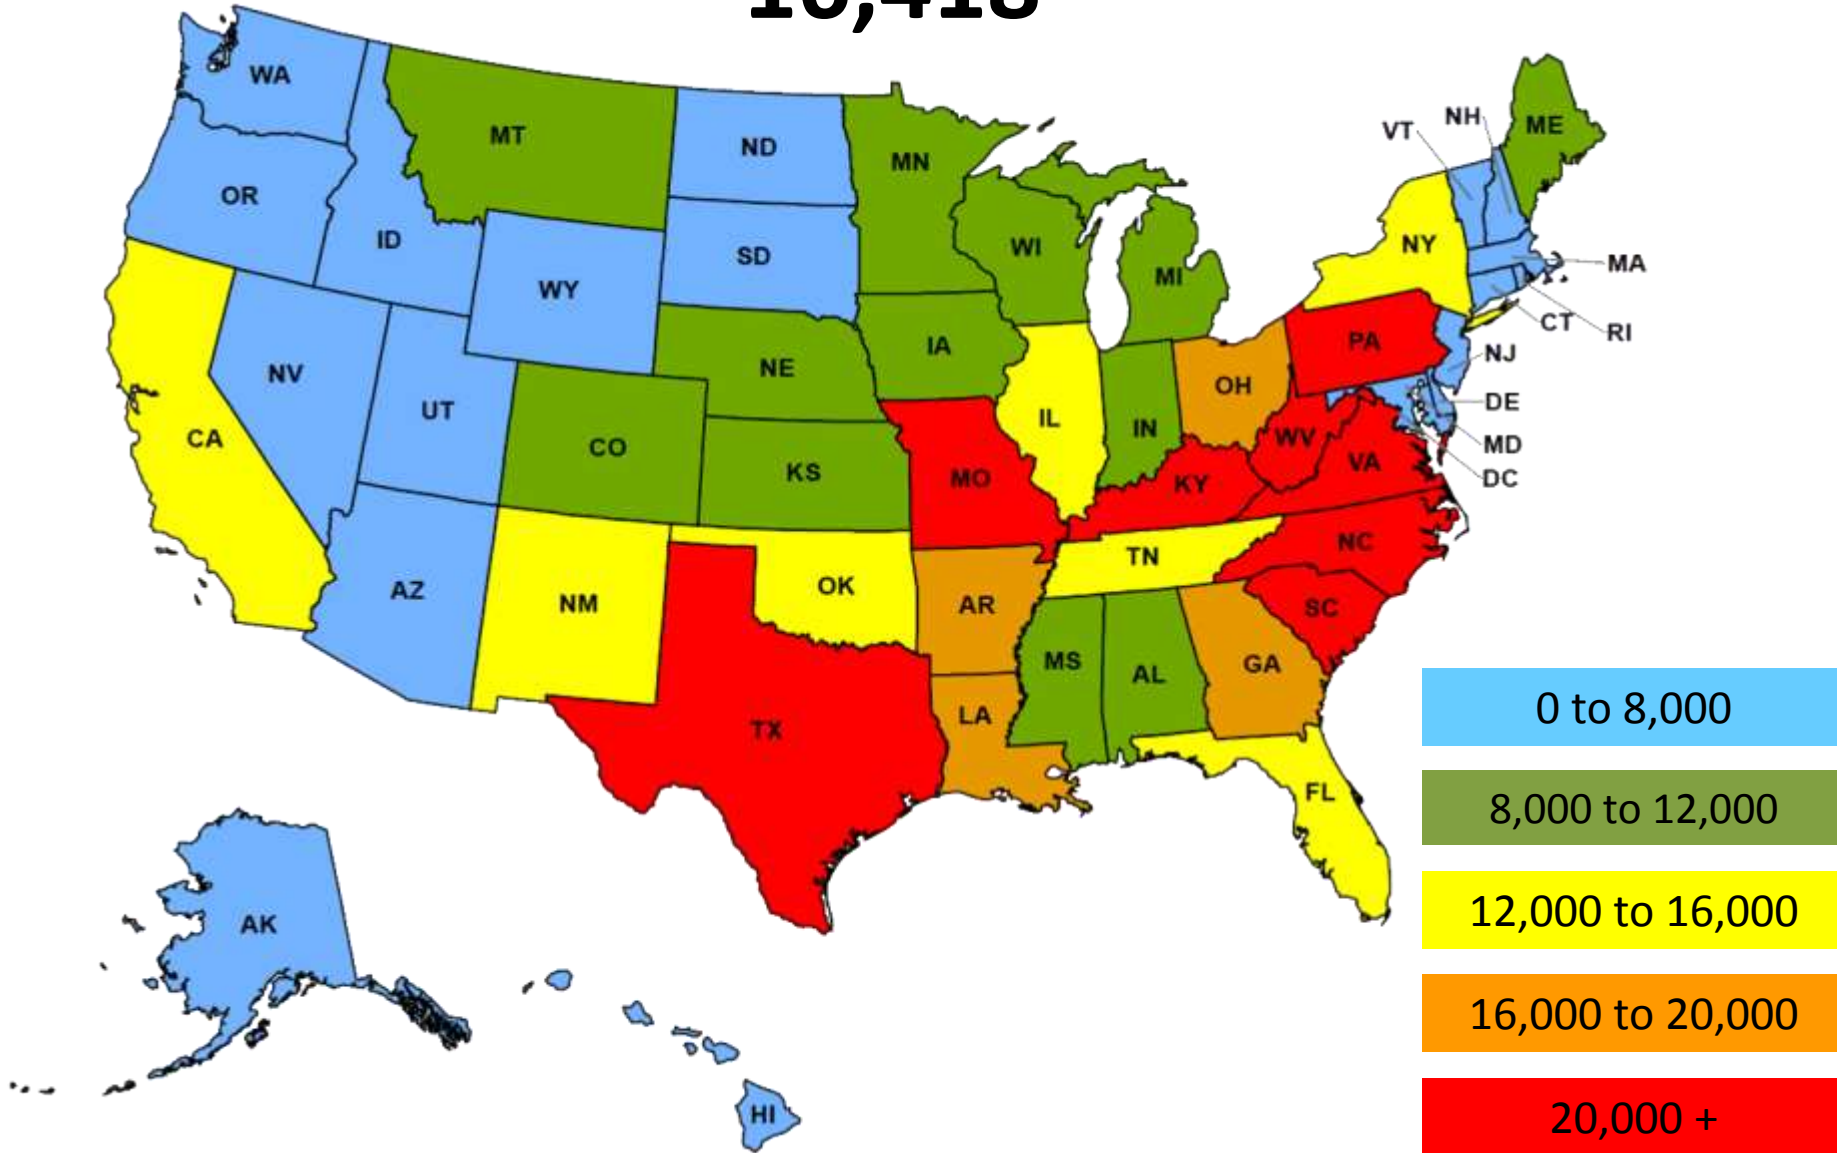 10,418
WA
MT
ND
MN
VT
NH
ME
OR
ID
SD
WI
MI
NY
MA
WY
IA
NE
CT
RI
NV
UT
CO
KS
IL
IN
OH
PA
NJ
DE
MD
DC
CA
MO
KY
WV
VA
AZ
NM
OK
AR
TN
NC
SC
TX
LA
MS
AL
GA
FL
AK
HI
0 to 8,000
8,000 to 12,000
12,000 to 16,000
16,000 to 20,000
20,000 +